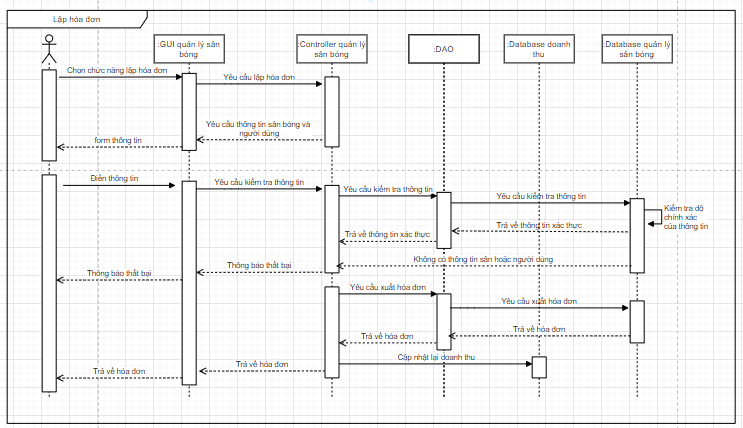 Lập hóa đơn
:GUI quản lý sân
bóng
:Controller quản lý
sân bóng
:DAO
:Database doanh
thu
:Database quản lý
sân bóng
Chọn chức năng lập hóa đơn
Yêu cầu lập hóa đơn
Yêu cầu thông tin sân bóng và
người dùng
form thông tin
Điền thông tin
Yêu cầu kiểm tra thông tin
Yêu cầu kiểm tra thông tin
Yêu cầu kiểm tra thông tin
Kiểm tra độ
chính xác
của thông tin
Trả về thông tin xác thực
Trả về thông tin xác thực
Không có thông tin sân hoặc người dùng
Thông báo thất bại
Thông báo thất bại
Yêu cầu xuất hóa đơn
Yêu cầu xuất hóa đơn
Trả về hóa đơn
Trả về hóa đơn
Cập nhật lại doanh thu
Trả về hóa đơn
Trả về hóa đơn